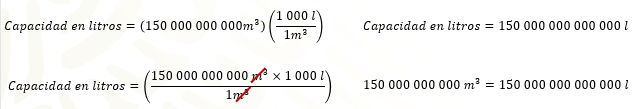 Capacidad en litros = (150 000 000 000m³)(1 000 l / 1m³)
Capacidad en litros = 150 000 000 000 000 l
Capacidad en litros = (150 000 000 000 m³ × 1 000 l / 1m³)
150 000 000 000 m³ = 150 000 000 000 000 l